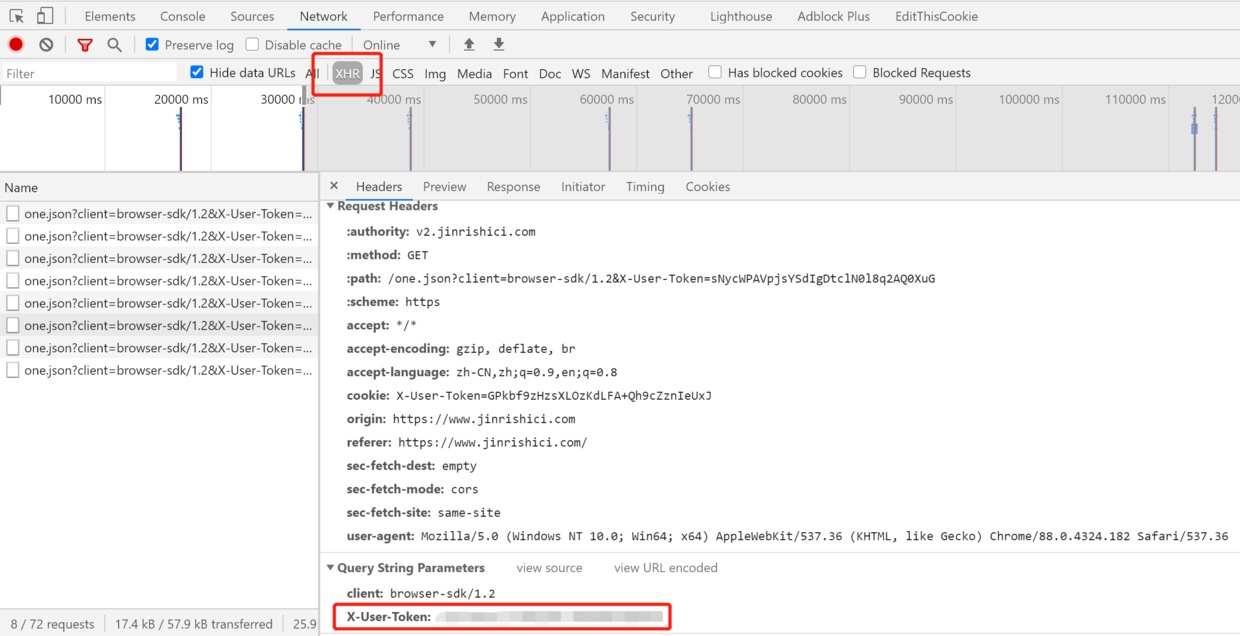 Elements Console Sources Network Performance Memory Application Security Lighthouse Adblock Plus EditThisCookie
Preserve log Disable cache Online ▼
Filter Hide data URLs All XHR JS CSS Img Media Font Doc WS Manifest Other Has blocked cookies Blocked Requests
10000 ms 20000 ms 30000 ms 40000 ms 50000 ms 60000 ms 70000 ms 80000 ms 90000 ms 100000 ms 110000 ms 12000
Name
one.json?client=browser-sdk/1.2&X-User-Token=...
one.json?client=browser-sdk/1.2&X-User-Token=...
one.json?client=browser-sdk/1.2&X-User-Token=...
one.json?client=browser-sdk/1.2&X-User-Token=...
one.json?client=browser-sdk/1.2&X-User-Token=...
one.json?client=browser-sdk/1.2&X-User-Token=...
one.json?client=browser-sdk/1.2&X-User-Token=...
one.json?client=browser-sdk/1.2&X-User-Token=...
8 / 72 requests 17.4 kB / 57.9 kB transferred 25.9
× Headers Preview Response Initiator Timing Cookies
▼ Request Headers
:authority: v2.jinrishici.com
:method: GET
:path: /one.json?client=browser-sdk/1.2&X-User-Token=sNycWPAVpjsYSdIgDtclN0l8q2AQ0XuG
:scheme: https
accept: */*
accept-encoding: gzip, deflate, br
accept-language: zh-CN,zh;q=0.9,en;q=0.8
cookie: X-User-Token=GPkbf9zHzsXLOzKdLFA+Qh9cZznIeUxJ
origin: https://www.jinrishici.com
referer: https://www.jinrishici.com/
sec-fetch-dest: empty
sec-fetch-mode: cors
sec-fetch-site: same-site
user-agent: Mozilla/5.0 (Windows NT 10.0; Win64; x64) AppleWebKit/537.36 (KHTML, like Gecko) Chrome/88.0.4324.182 Safari/537.36
▼ Query String Parameters view source view URL encoded
client: browser-sdk/1.2
X-User-Token: